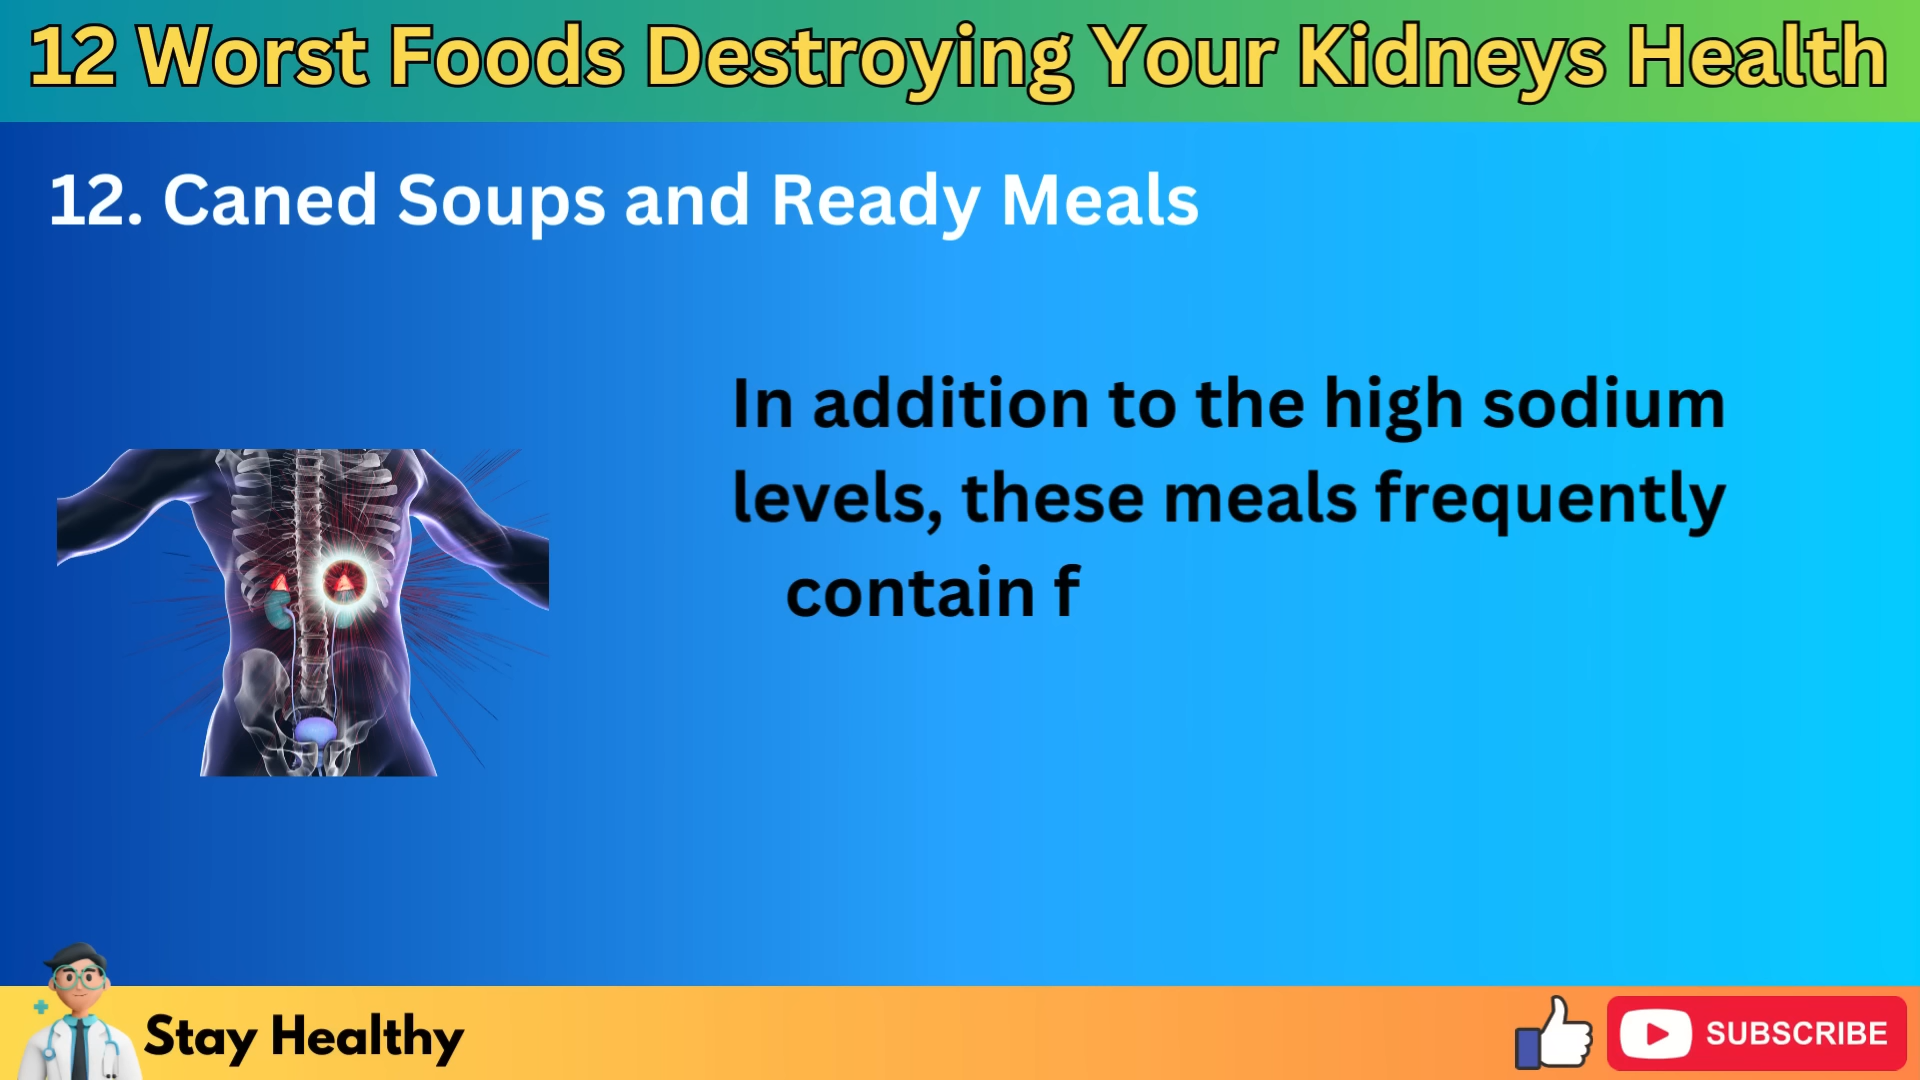 12 Worst Foods Destroying Your Kidneys Health
12. Caned Soups and Ready Meals
In addition to the high sodium
levels, these meals frequently
contain f
Stay Healthy
SUBSCRIBE